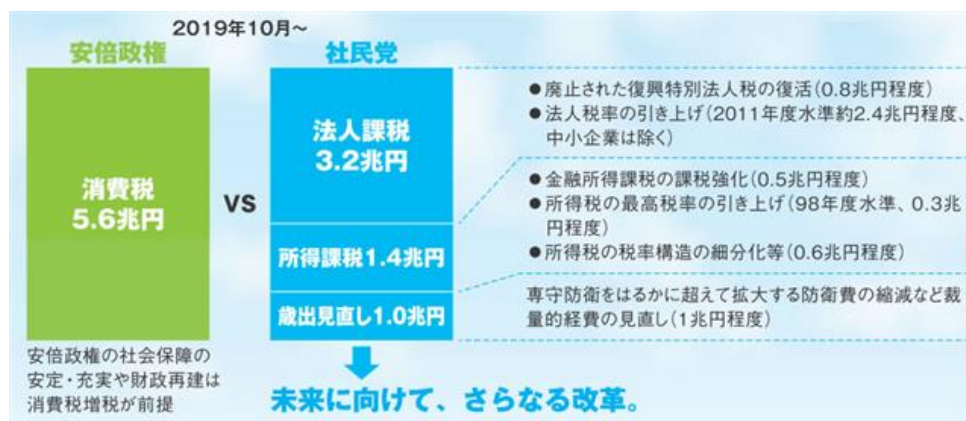 2019年10月～
安倍政権
社民党
消費税
5.6兆円
VS
法人課税
3.2兆円
所得課税1.4兆円
歳出見直し1.0兆円
●廃止された復興特別法人税の復活(0.8兆円程度)
●法人税率の引き上げ(2011年度水準約2.4兆円程度、
中小企業は除く)
●金融所得課税の課税強化(0.5兆円程度)
●所得税の最高税率の引き上げ(98年度水準、0.3兆
円程度)
●所得税の税率構造の細分化等(0.6兆円程度)
専守防衛をはるかに超えて拡大する防衛費の縮減など裁
量的経費の見直し(1兆円程度)
安倍政権の社会保障の
安定・充実や財政再建は
消費税増税が前提
未来に向けて、さらなる改革。